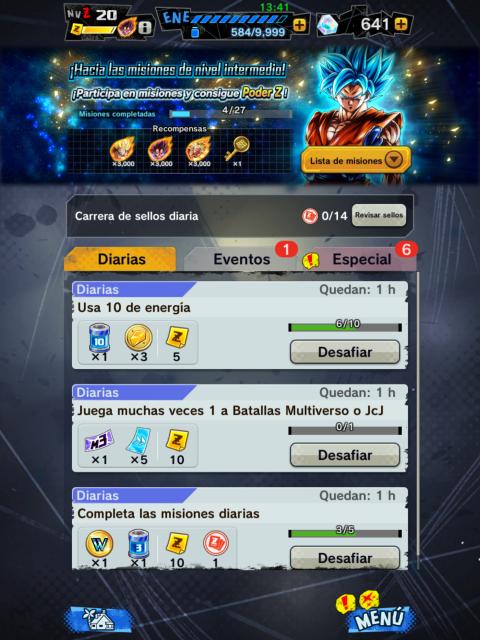 13:41
NV Z 20
ENE 584/9,999
641
¡Hacia las misiones de nivel intermedio!
¡Participa en misiones y consigue Poder Z!
Misiones completadas 4/27
Recompensas
×3,000 ×3,000 ×3,000 ×1
Lista de misiones
Carrera de sellos diaria 0/14 Revisar sellos
Diarias Eventos 1 Especial 6
Diarias Quedan: 1 h
Usa 10 de energía
6/10
10 Z
×1 ×3 5
Desafiar
Diarias Quedan: 1 h
Juega muchas veces 1 a Batallas Multiverso o JcJ
0/1
M3 Z
×1 ×5 10
Desafiar
Diarias Quedan: 1 h
Completa las misiones diarias
3/5
W 3 Z Z
×1 ×1 10 1
Desafiar
MENÚ